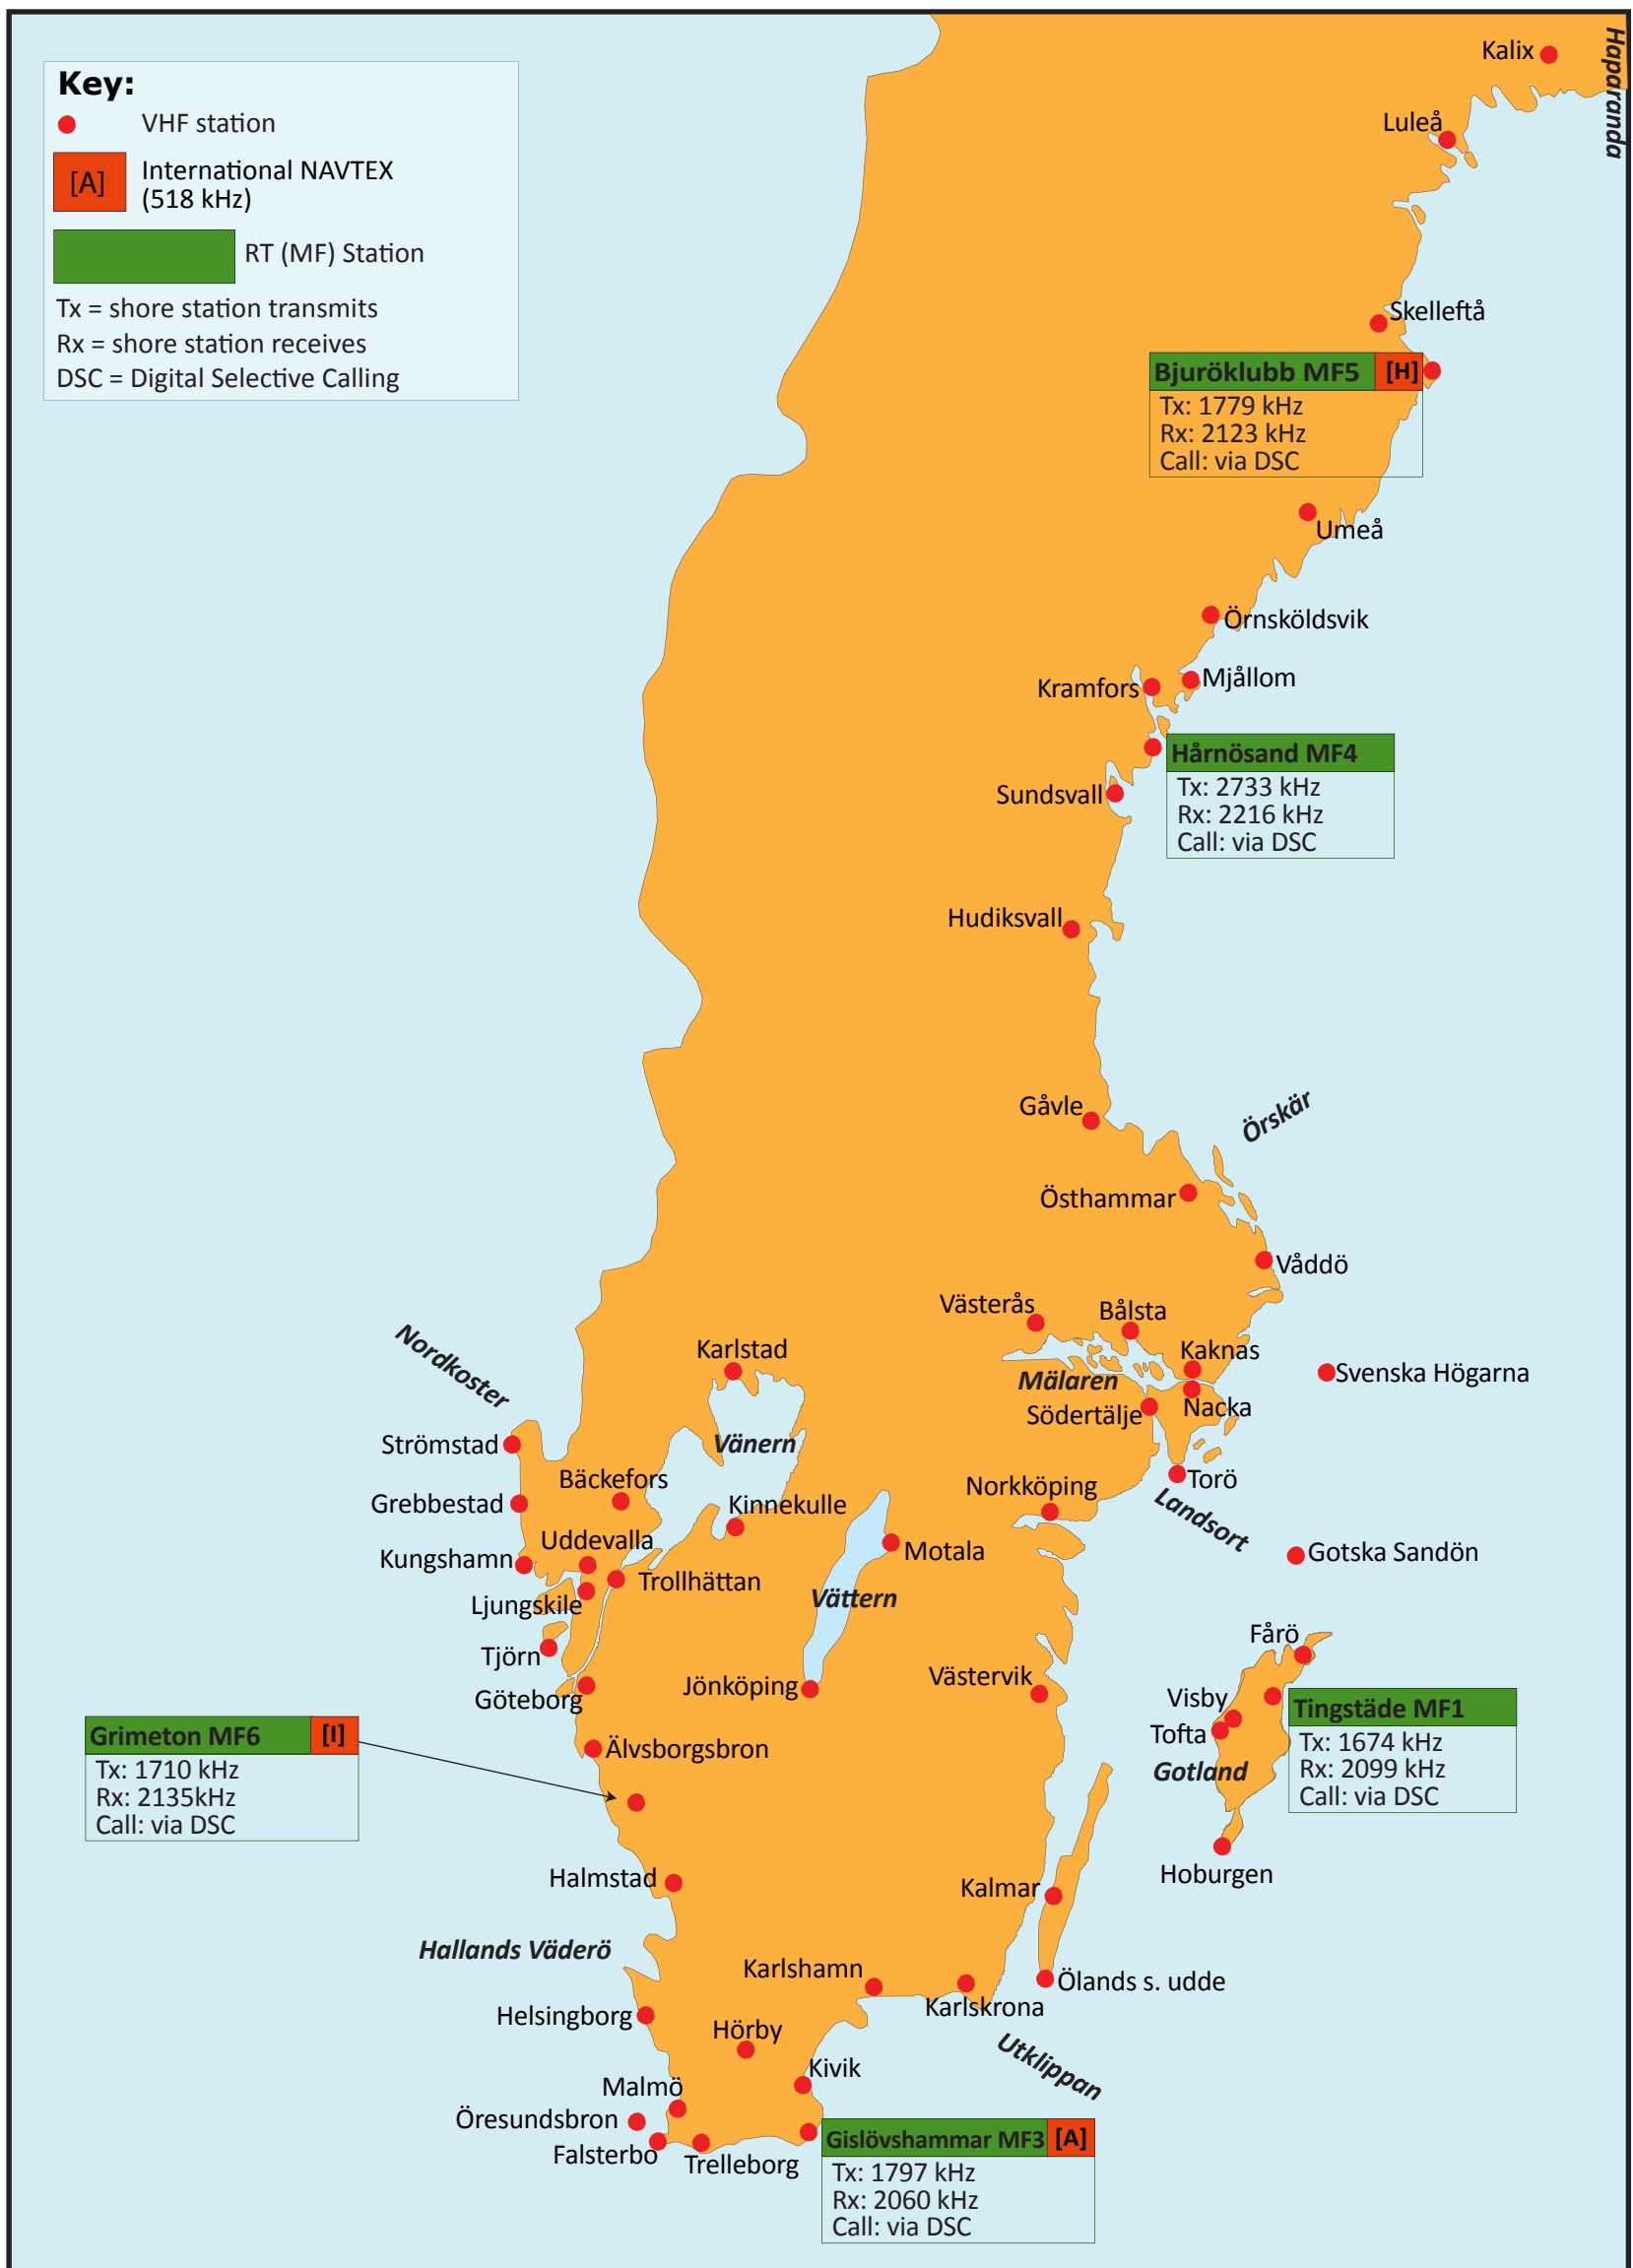 Key:
VHF station
[A]
International NAVTEX
(518 kHz)
RT (MF) Station
Tx = shore station transmits
Rx = shore station receives
DSC = Digital Selective Calling
Kalix
Haparanda
Luleå
Skelleftå
Bjuröklubb MF5 [H]
Tx: 1779 kHz
Rx: 2123 kHz
Call: via DSC
Umeå
Örnsköldsvik
Mjållom
Kramfors
Hårnösand MF4
Tx: 2733 kHz
Rx: 2216 kHz
Call: via DSC
Sundsvall
Hudiksvall
Gåvle
Örskär
Östhammar
Våddö
Västerås
Bålsta
Kaknas
Svenska Högarna
Mälaren
Södertälje
Nacka
Torö
Landsort
Norkköping
Gotska Sandön
Nordkoster
Karlstad
Vänern
Strömstad
Bäckefors
Grebbestad
Kinnekulle
Uddevalla
Kungshamn
Motala
Trollhättan
Ljungskile
Vättern
Tjörn
Fårö
Jönköping
Västervik
Göteborg
Visby
Tingstäde MF1
Tx: 1674 kHz
Rx: 2099 kHz
Call: via DSC
Tofta
Gotland
Grimeton MF6 [I]
Tx: 1710 kHz
Rx: 2135kHz
Call: via DSC
Älvsborgsbron
Hoburgen
Halmstad
Kalmar
Hallands Väderö
Karlshamn
Ölands s. udde
Karlskrona
Helsingborg
Hörby
Utklippan
Kivik
Malmö
Öresundsbron
Falsterbo
Trelleborg
Gislövshammar MF3 [A]
Tx: 1797 kHz
Rx: 2060 kHz
Call: via DSC